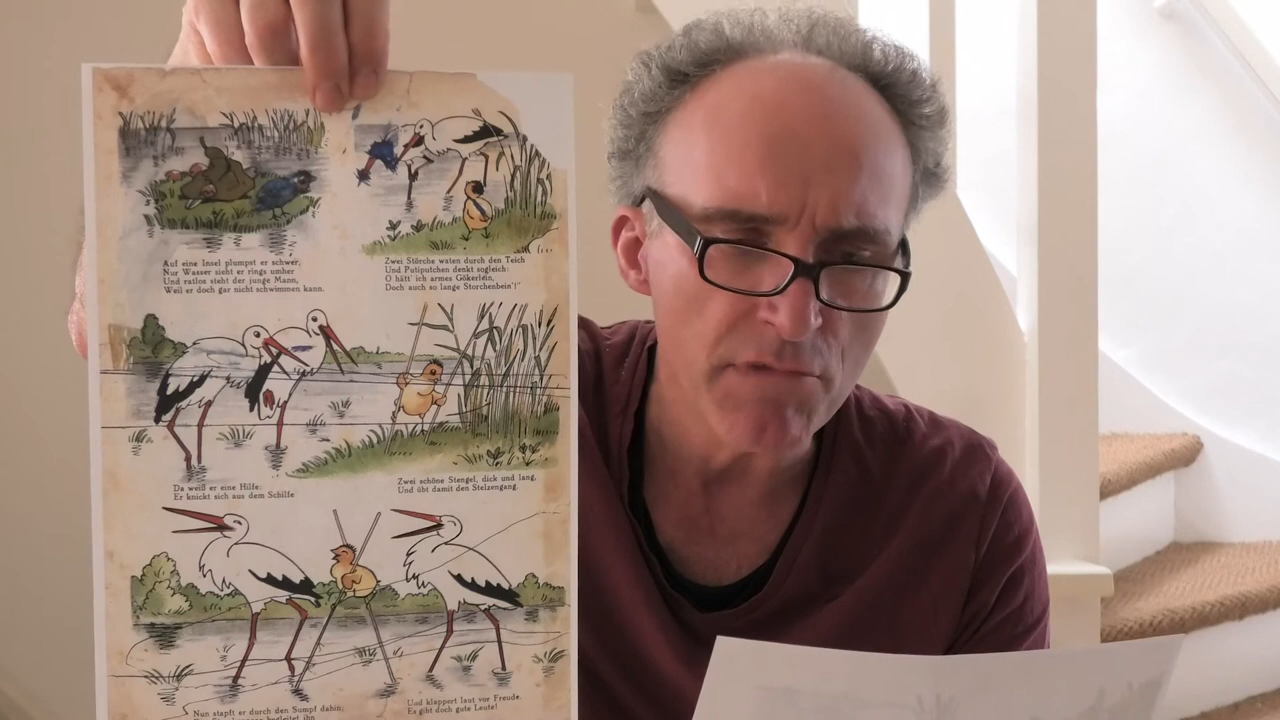 Auf eine Insel plumpst er schwer,
Nur Wasser sieht er rings umher
Und ratlos steht der junge Mann,
Weil er doch gar nicht schwimmen kann.
Zwei Störche waten durch den Teich
Und Putiputchen denkt sogleich:
O hätt' ich armes Gökerlein,
Doch auch so lange Storchenbein'!"
Da weiß er eine Hilfe:
Er knickt sich aus dem Schilfe
Zwei schöne Stengel, dick und lang,
Und übt damit den Stelzengang.
Nun stapft er durch den Sumpf dahin;
begleitet ihn
Und klappert laut vor Freude.
Es gibt doch gute Leute!